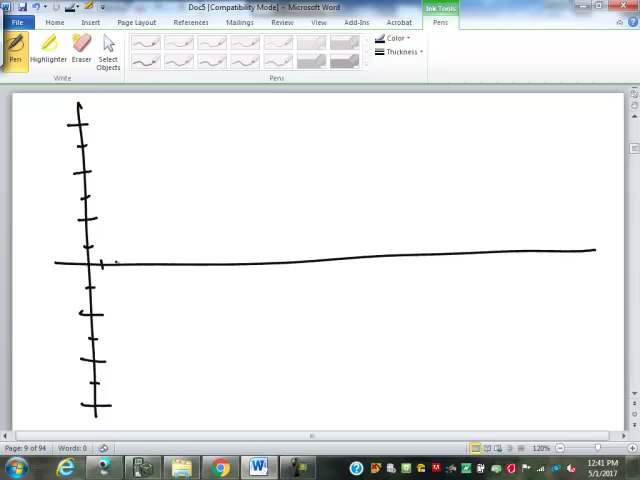 Doc5 [Compatibility Mode] - Microsoft Word
Ink Tools
File Home Insert Page Layout References Mailings Review View Add-Ins Acrobat Pens
Pen Highlighter Eraser Select Objects
Color
Thickness
Write Pens
Page: 9 of 94 Words: 0 120%
12:41 PM
5/1/2017